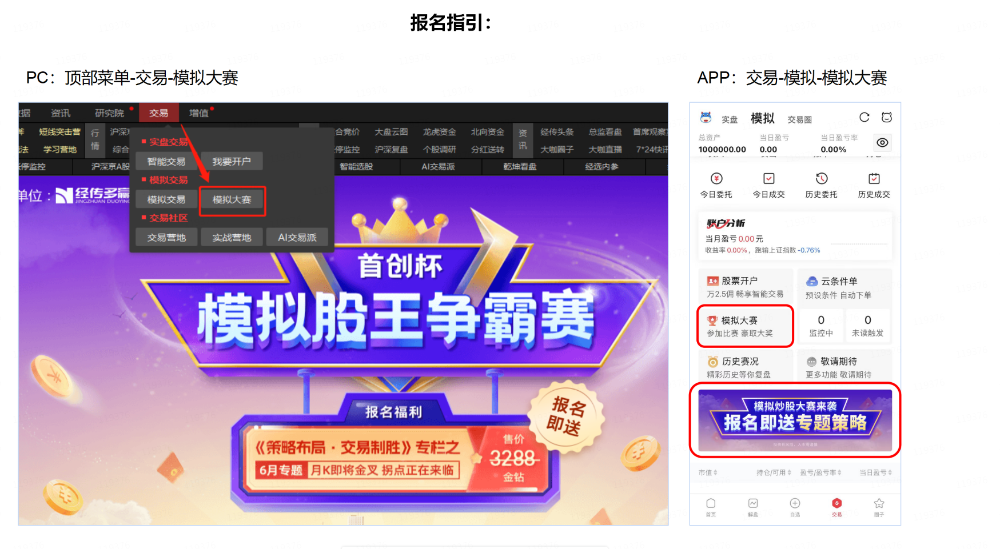 报名指引：
PC：顶部菜单-交易-模拟大赛
APP：交易-模拟-模拟大赛
资讯 研究院 交易 增值
短线突击营 行情 沪深
合竞价 大盘云图 龙虎资金 北向资金 资讯 经传头条 总监看盘 首席观察
学习营地 综合
停监控 沪深复盘 个股调研 分红送转 大咖圈子 大咖直播 7*24快讯
停监控 沪深京A股
智能选股 AI交易派 乾坤看盘 经选内参
实盘交易
智能交易 我要开户
模拟交易
模拟交易 模拟大赛
交易社区
交易营地 实战营地 AI交易派
单位：经传多赢
JINGZHUAN DUOYING
首创杯
模拟股王争霸赛
报名福利
报名
即送
《策略布局·交易制胜》专栏之
6月专题 月K即将金叉 拐点正在来临
售价
3288
金钻
实盘 模拟 交易圈
总资产 当日盈亏 当日盈亏率
1000000.00 0.00 0.00%
今日委托 今日成交 历史委托 历史成交
账户分析
当月盈亏 0.00 元
收益率 0.00%，跑输上证指数 -0.76%
股票开户 云条件单
万2.5佣 畅享智能交易 预设条件 自动下单
模拟大赛 0 0
参加比赛 豪取大奖 监控中 未读触发
历史赛况 敬请期待
精彩历史等你复盘 更多功能 敬请期待
模拟炒股大赛来袭
报名即送专题策略
投资有风险，入市需谨慎
市值 持仓/可用 盈亏/盈亏率 当日盈亏
首页 解盘 自选 交易 圈子